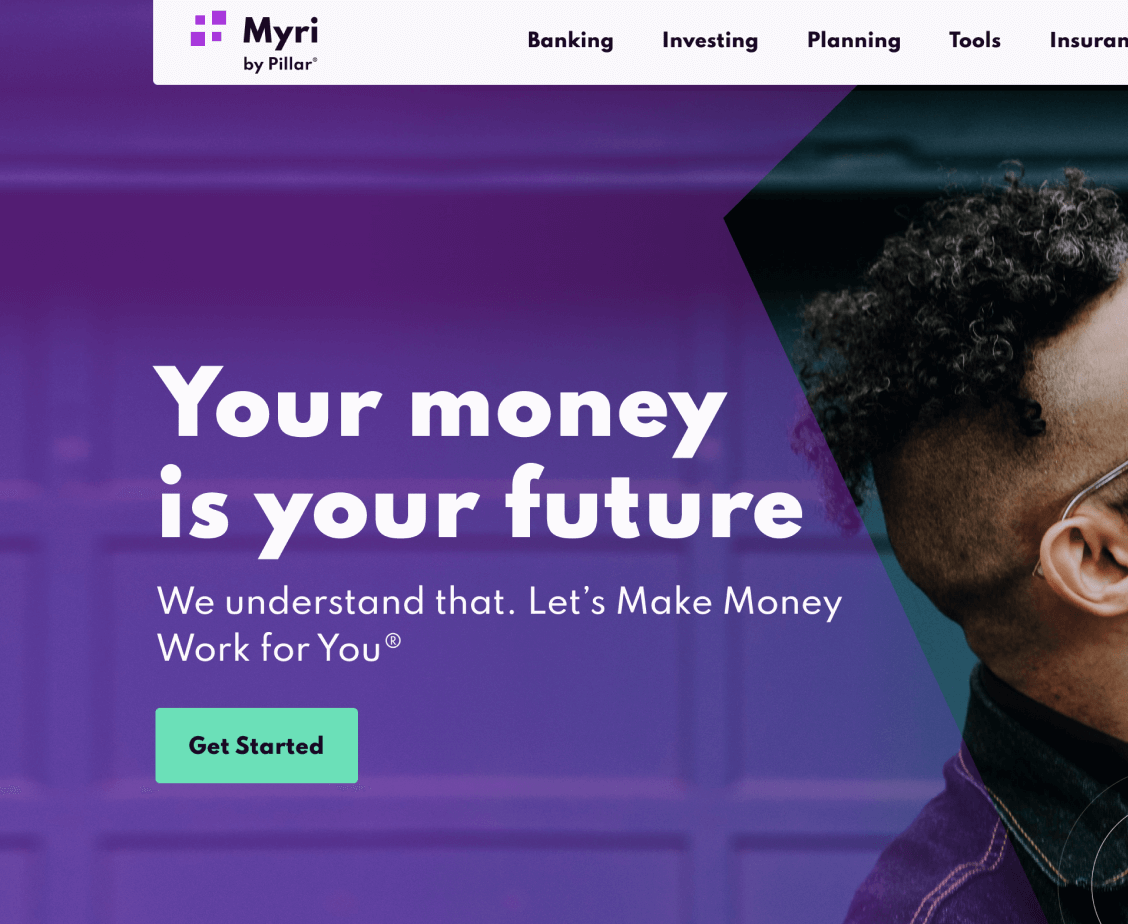 Myri
by Pillar®
Banking
Investing
Planning
Tools
Insuran
Your money
is your future
We understand that. Let’s Make Money
Work for You®
Get Started